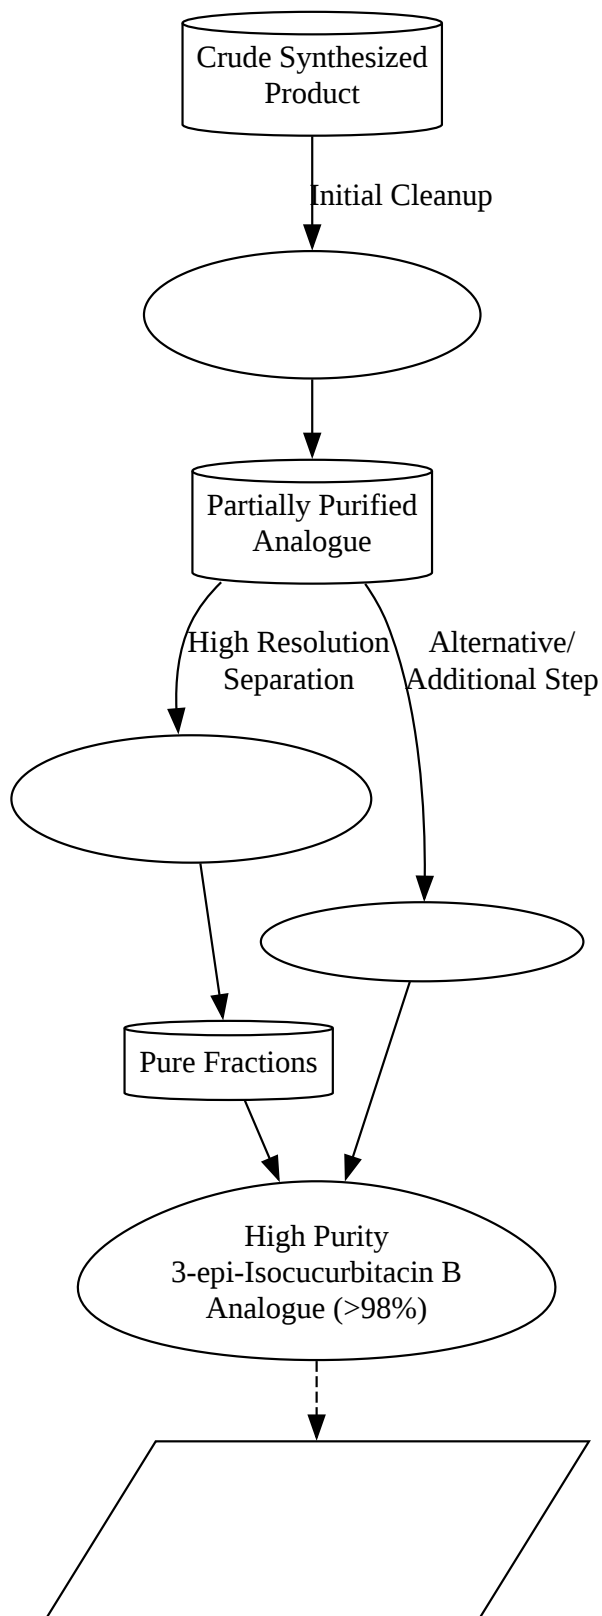 Crude Synthesized
Product
Initial Cleanup
Partially Purified
Analogue
High Resolution
Separation
Alternative/
Additional Step
Pure Fractions
High Purity
3-epi-Isocucurbitacin B
Analogue (>98%)